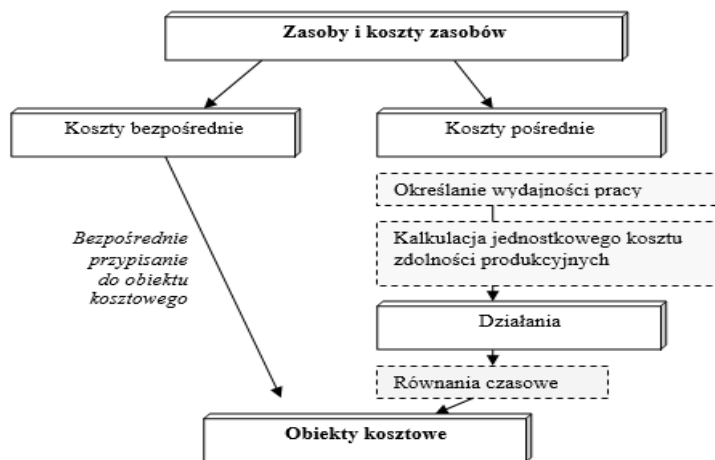 Zasoby i koszty zasobów
Koszty bezpośrednie
Koszty pośrednie
Określanie wydajności pracy
Bezpośrednie
przypisanie
do obiektu
kosztowego
Kalkulacja jednostkowego kosztu
zdolności produkcyjnych
Działania
Równania czasowe
Obiekty kosztowe